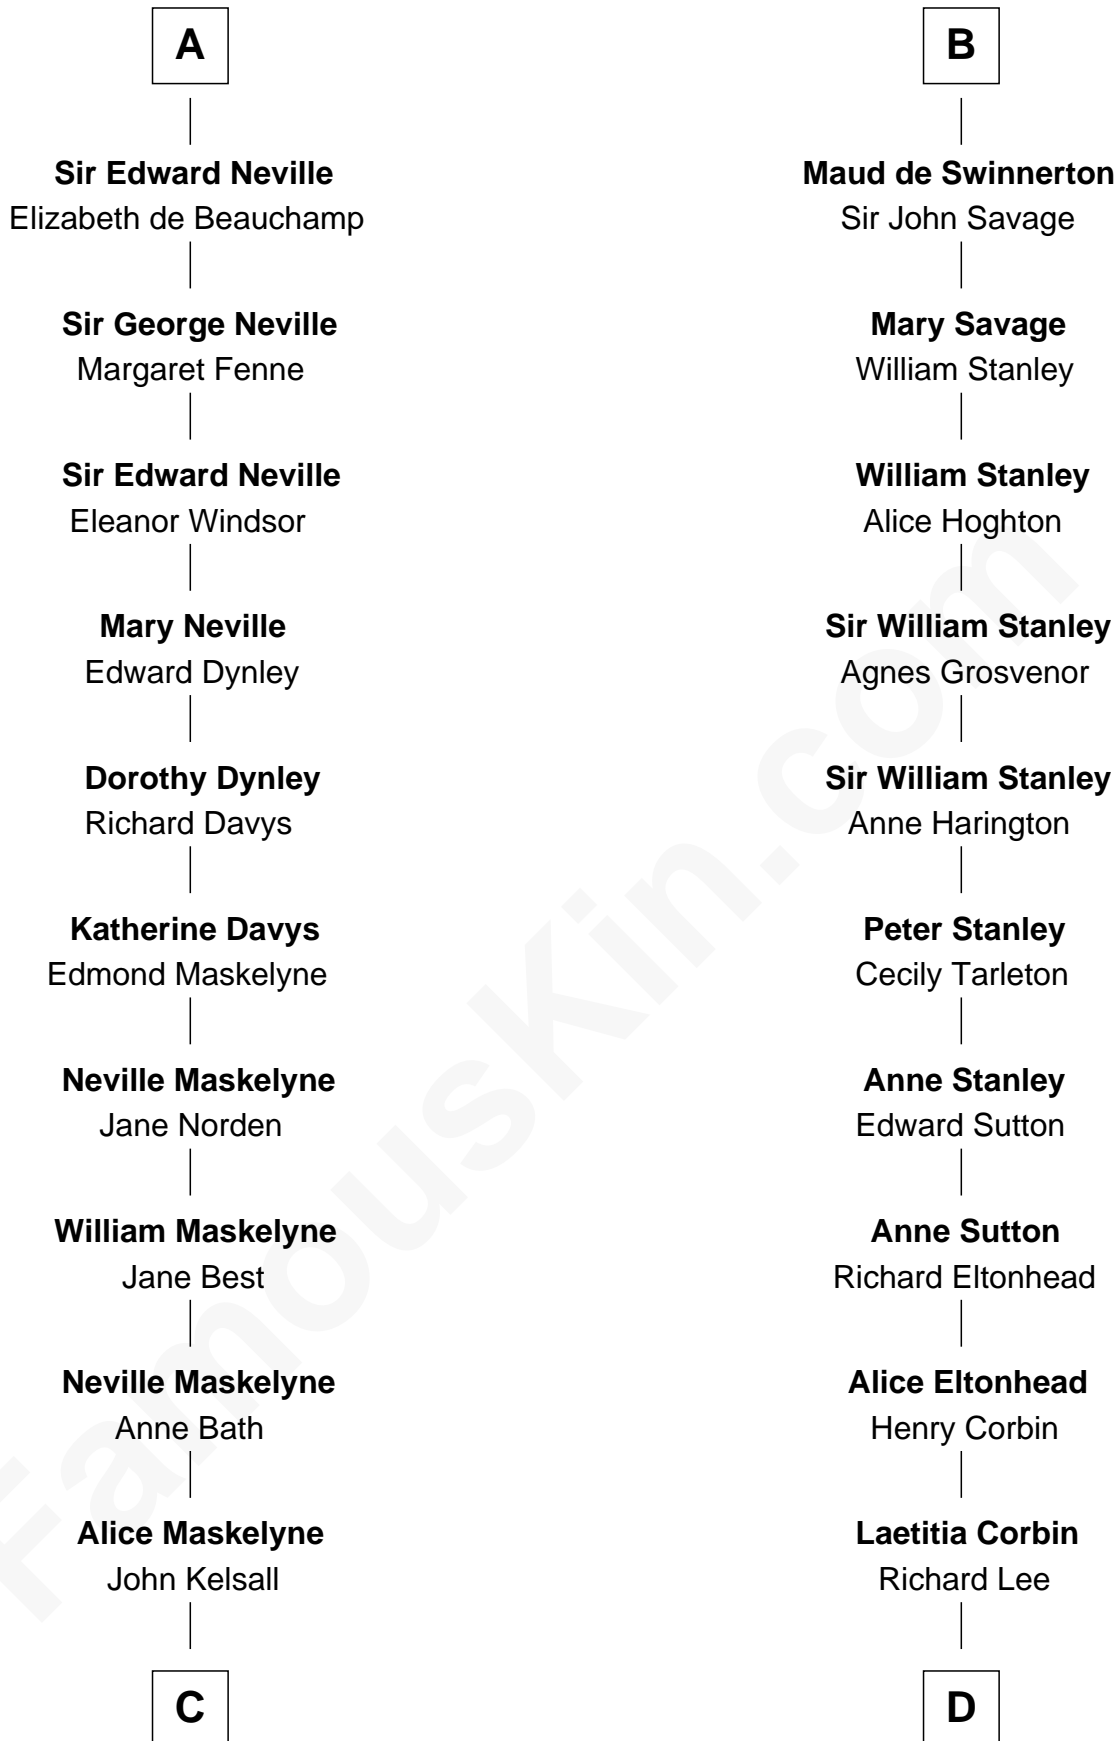 A
Sir Edward Neville
Elizabeth de Beauchamp
Sir George Neville
Margaret Fenne
Sir Edward Neville
Eleanor Windsor
Mary Neville
Edward Dynley
Dorothy Dynley
Richard Davys
Katherine Davys
Edmond Maskelyne
Neville Maskelyne
Jane Norden
William Maskelyne
Jane Best
Neville Maskelyne
Anne Bath
Alice Maskelyne
John Kelsall
C
B
Maud de Swinnerton
Sir John Savage
Mary Savage
William Stanley
William Stanley
Alice Hoghton
Sir William Stanley
Agnes Grosvenor
Sir William Stanley
Anne Harington
Peter Stanley
Cecily Tarleton
Anne Stanley
Edward Sutton
Anne Sutton
Richard Eltonhead
Alice Eltonhead
Henry Corbin
Laetitia Corbin
Richard Lee
D
FamousKin.com